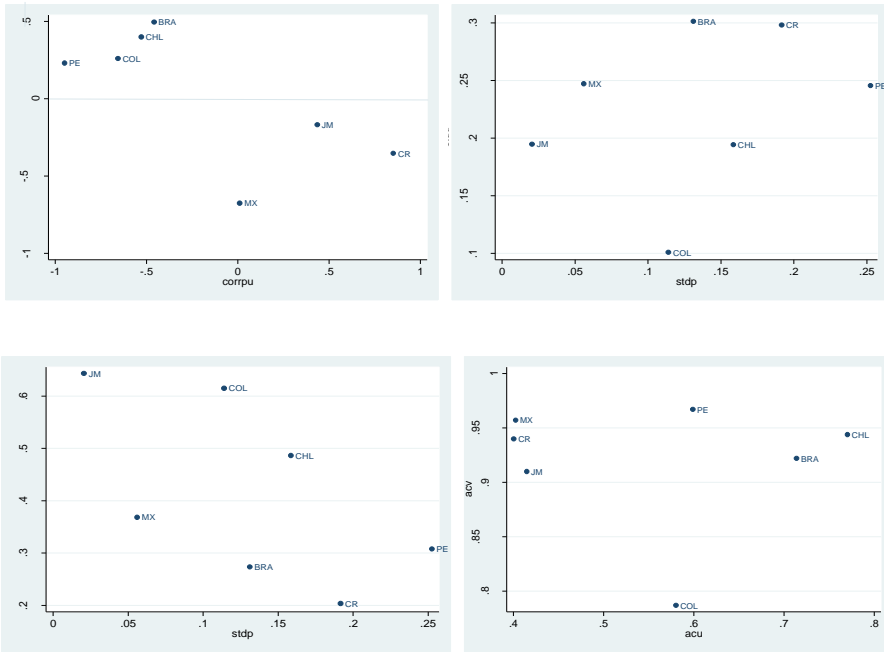 .5
BRA
CHL
PE
COL
0
JM
CR
-.5
MX
-1
-1
-.5
0
.5
1
corrpu
.3
BRA
CR
.25
MX
PE
.2
JM
CHL
.15
.1
COL
0
.05
.1
.15
.2
.25
stdp
JM
.6
COL
.5
CHL
.4
MX
.3
PE
BRA
.2
CR
0
.05
.1
.15
.2
.25
stdp
1
PE
MX
.95
CHL
CR
BRA
JM
.9
acv
.85
.8
COL
.4
.5
.6
.7
.8
acu